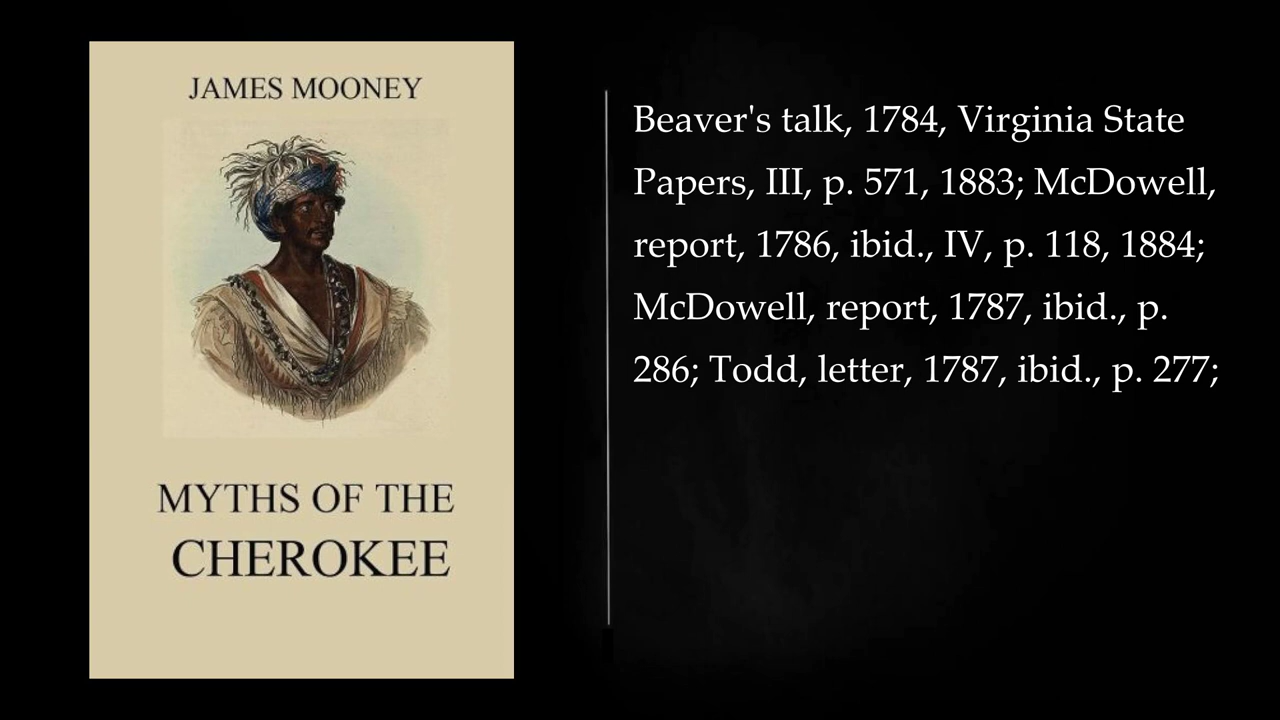 JAMES MOONEY
MYTHS OF THE
CHEROKEE
Beaver's talk, 1784, Virginia State
Papers, III, p. 571, 1883; McDowell,
report, 1786, ibid., IV, p. 118, 1884;
McDowell, report, 1787, ibid., p.
286; Todd, letter, 1787, ibid., p. 277;